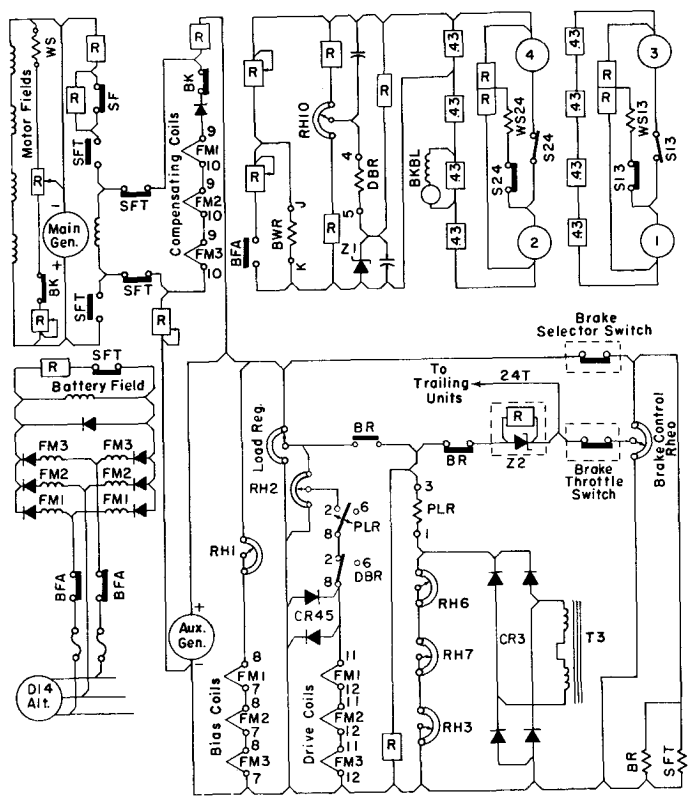 Motor Fields
WS
R
R
R
SF
SFT
Main Gen.
-
+
BK
R
R
SFT
SFT
SFT
Compensating Coils
R
BK
9
FM1
10
9
FM2
10
9
FM3
10
R
R
R
BFA
BWR
J
K
R
RH10
R
R
4
DBR
5
Z1
.43
.43
BKBL
.43
.43
4
R
R
WS24
S24
S24
2
.43
.43
.43
.43
3
R
R
WS13
S13
S13
1
R
SFT
Battery Field
FM3
FM3
FM2
FM2
FM1
FM1
BFA
BFA
D14
Alt.
Aux.
Gen.
+
-
RH1
Bias Coils
8
FM1
7
8
FM2
7
8
FM3
7
Load Reg.
RH2
BR
2
6
PLR
8
2
6
DBR
8
CR45
Drive Coils
11
FM1
12
11
FM2
12
11
FM3
12
R
3
PLR
1
RH6
RH7
RH3
BR
R
Z2
To
Trailing
Units
24T
Brake
Selector Switch
Brake
Throttle
Switch
Brake Control
Rheo
CR3
T3
BR
SFT